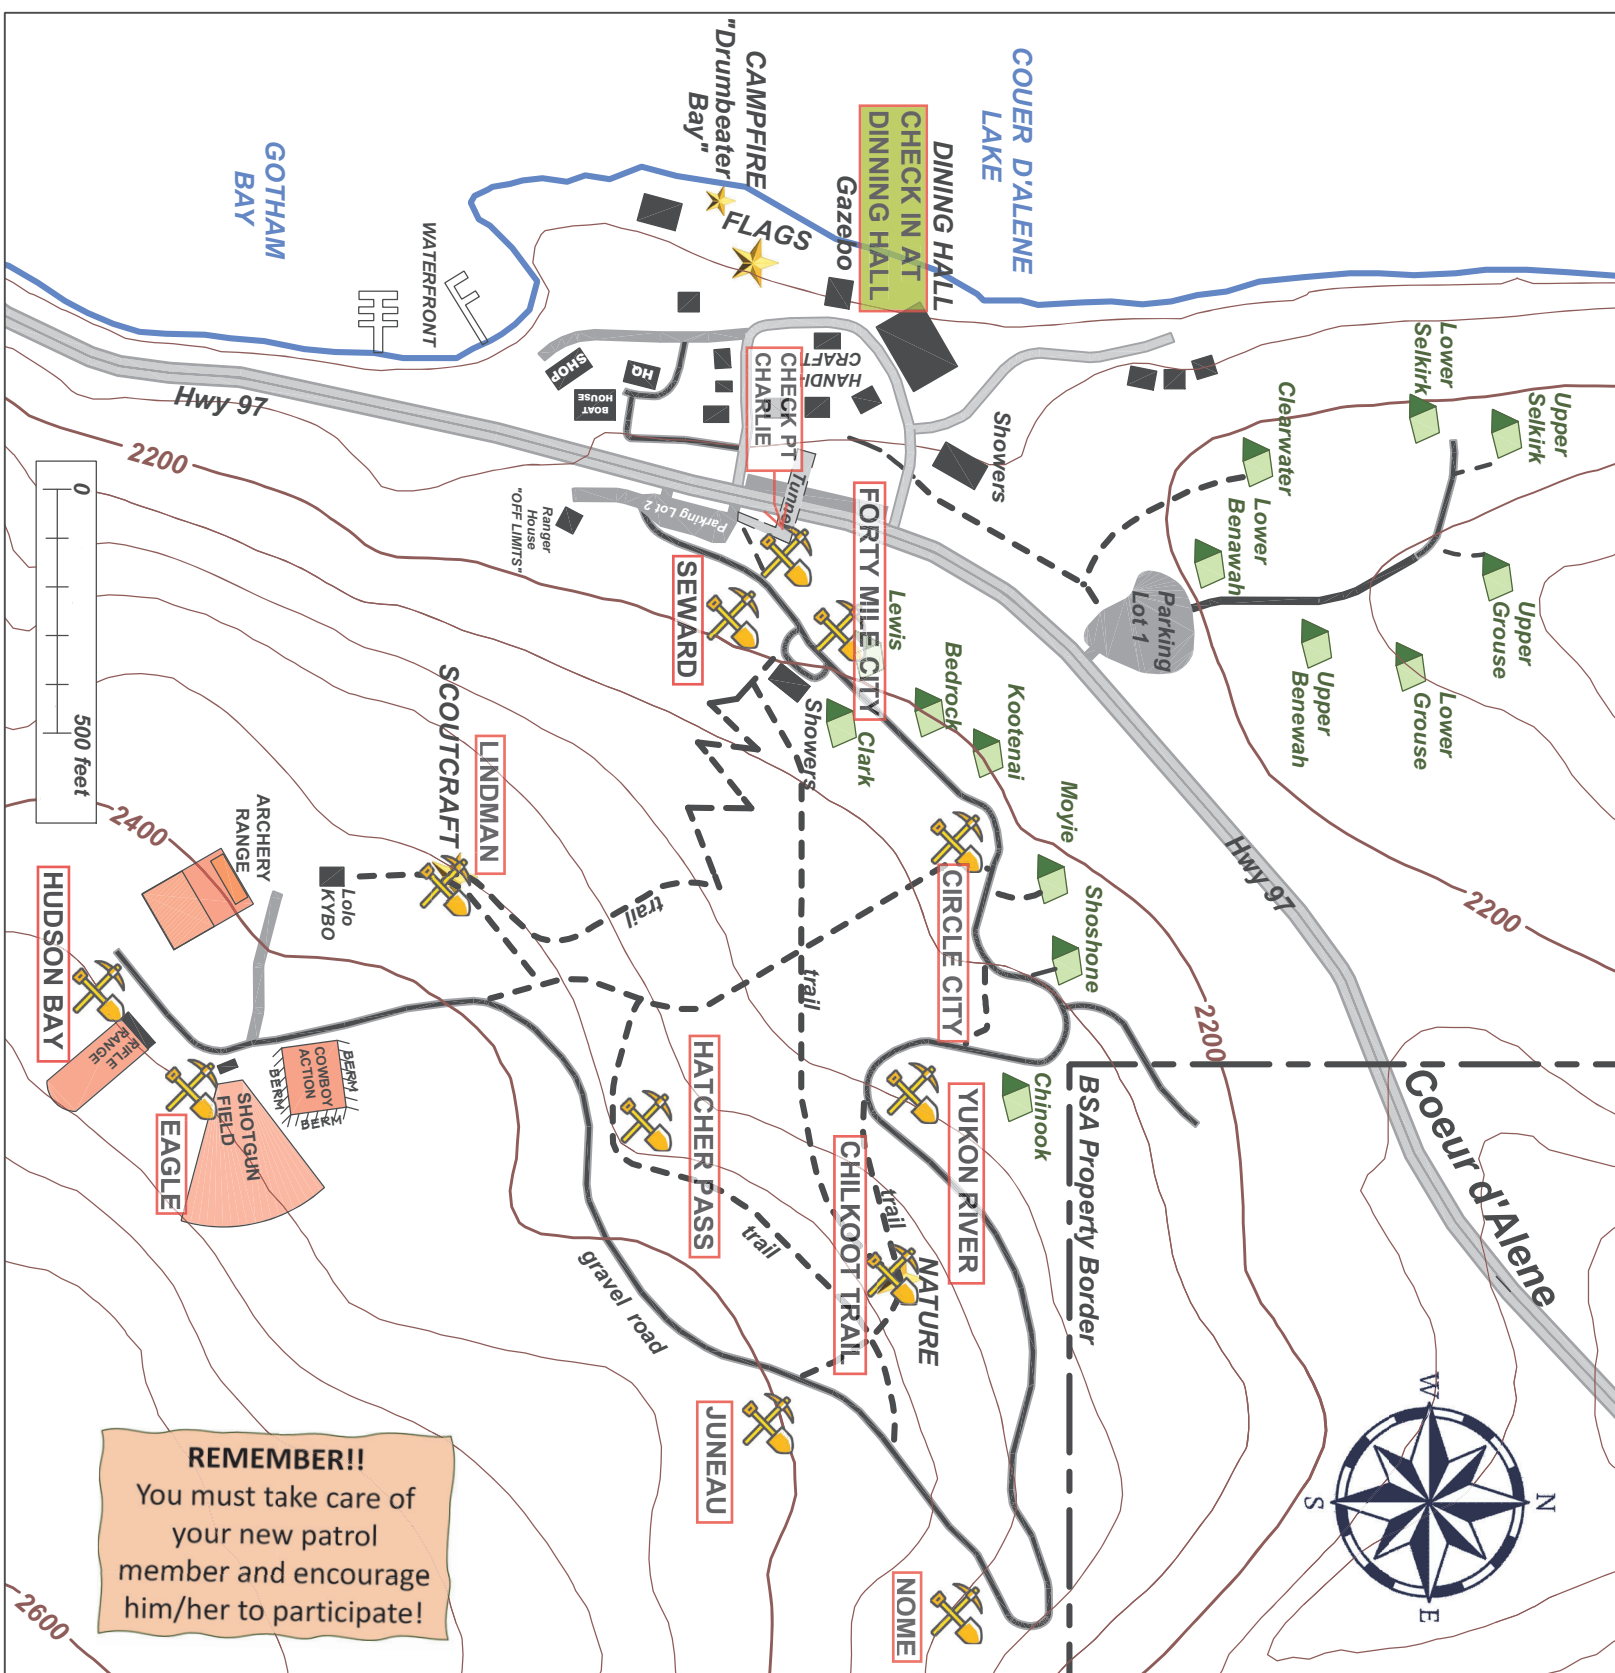 COUER D'ALENE
LAKE
GOTHAM
BAY
CAMPFIRE
"Drumbeater
Bay"
FLAGS
Gazebo
DINING HALL
CHECK IN AT
DINNING HALL
WATERFRONT
SHOP
HQ
BOAT
HOUSE
HANDI-
CRAFT
CHECK PT
CHARLIE
Tunnel
Showers
Hwy 97
Parking Lot 2
Ranger
House
"OFF LIMITS"
Lower
Selkirk
Upper
Selkirk
Clearwater
Lower
Benawah
Upper
Grouse
Lower
Grouse
Upper
Benewah
Parking
Lot 1
2200
0
500 feet
SEWARD
FORTY MILE CITY
Lewis
Bedrock
Kootenai
Clark
Showers
Moyie
Shoshone
Hwy 97
2200
2200
SCOUTCRAFT
LINDMAN
CIRCLE CITY
trail
trail
2400
ARCHERY
RANGE
Lolo
KYBO
HUDSON BAY
RIFLE
RANGE
COWBOY
ACTION
BERM
BERM
BERM
SHOTGUN
FIELD
EAGLE
HATCHER PASS
trail
gravel road
CHILKOOT TRAIL
trail
NATURE
YUKON RIVER
Chinook
BSA Property Border
Coeur d'Alene
JUNEAU
NOME
2600
N
E
S
W
REMEMBER!!
You must take care of
your new patrol
member and encourage
him/her to participate!